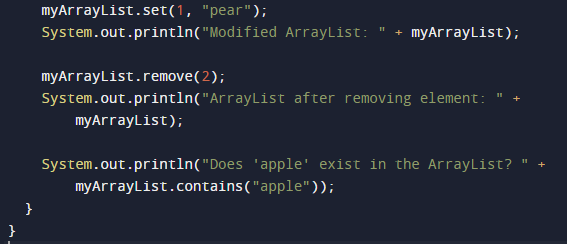 myArrayList.set(1, "pear");
System.out.println("Modified ArrayList: " + myArrayList);
myArrayList.remove(2);
System.out.println("ArrayList after removing element: " +
myArrayList);
System.out.println("Does 'apple' exist in the ArrayList? " +
myArrayList.contains("apple"));
}
}